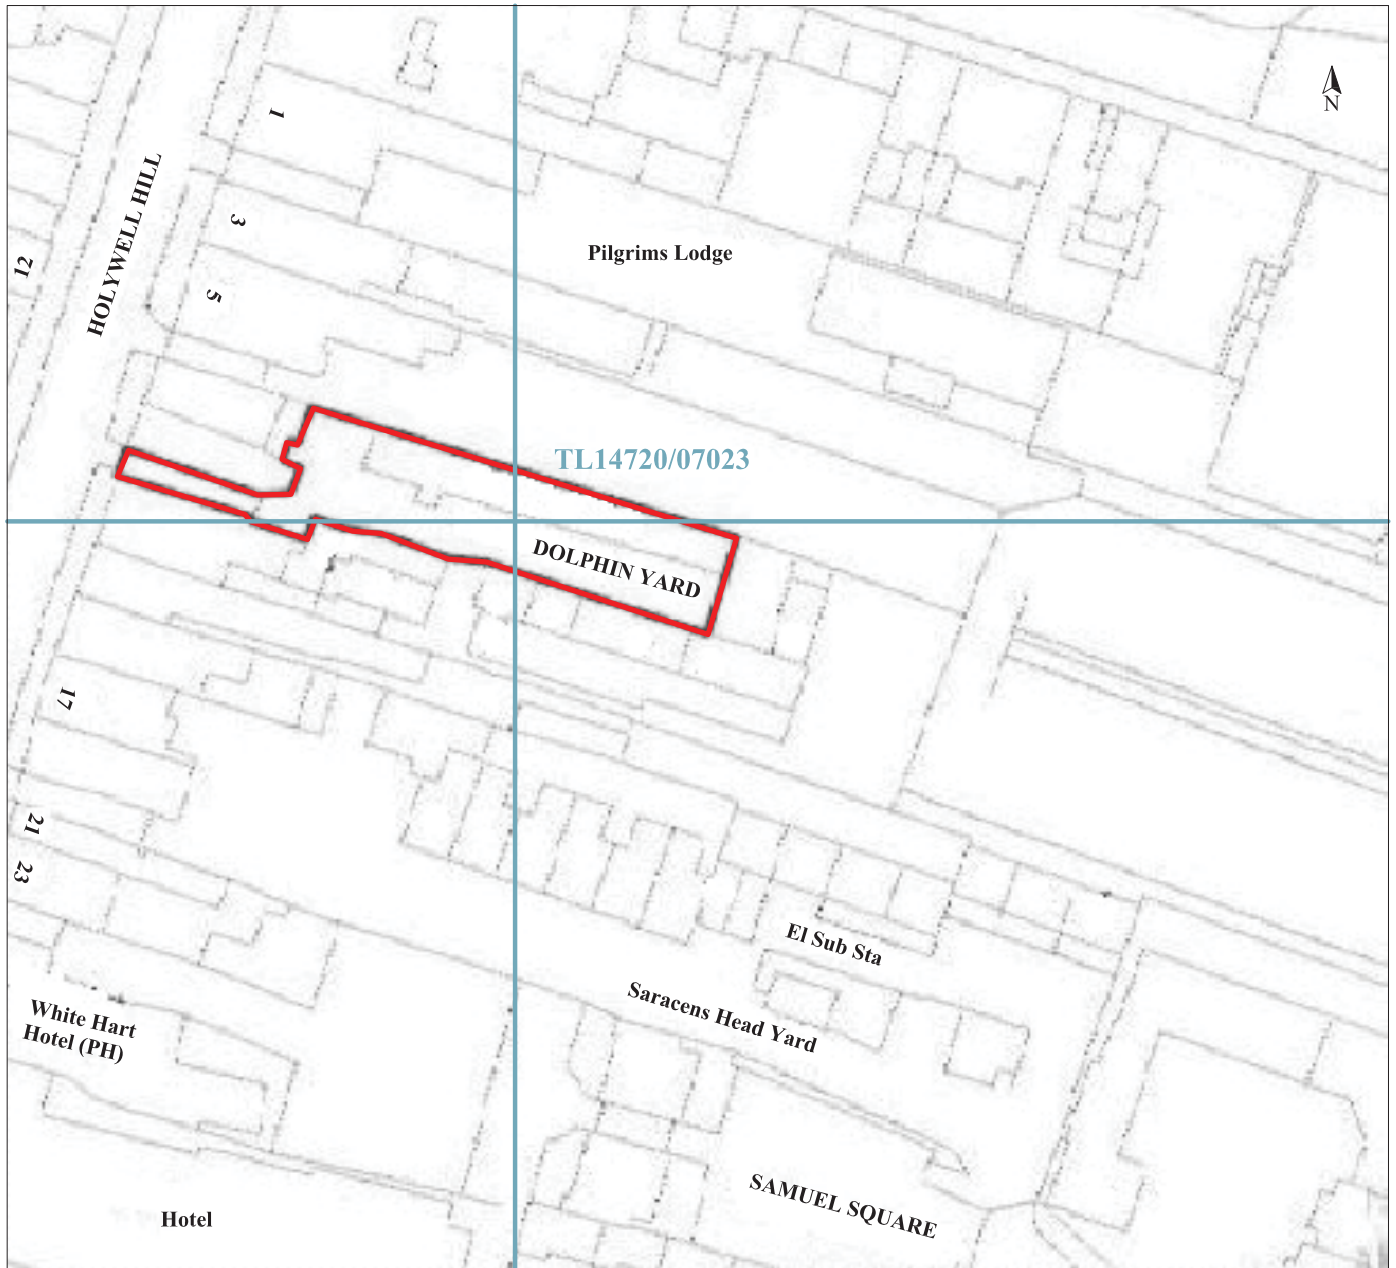 N
1
HOLYWELL HILL
3
12
5
Pilgrims Lodge
TL14720/07023
DOLPHIN YARD
17
21
23
El Sub Sta
Saracens Head Yard
White Hart
Hotel (PH)
SAMUEL SQUARE
Hotel